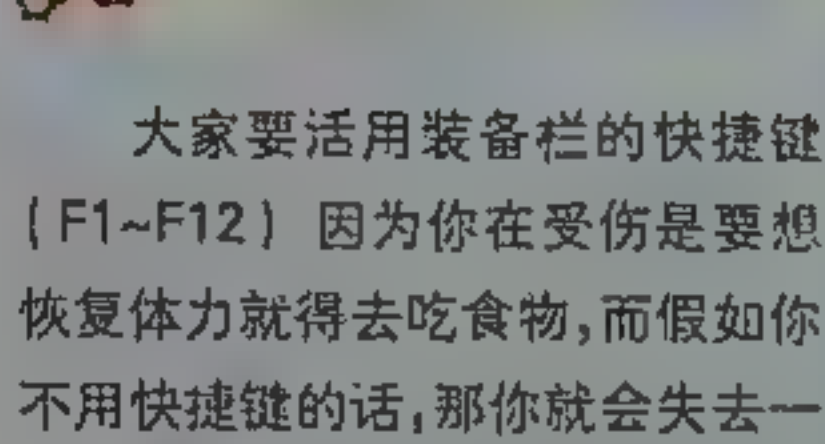 大家要活用装备栏的快捷键
(F1~F12) 因为你在受伤是要想
恢复体力就得去吃食物,而假如你
不用快捷键的话,那你就会失去一